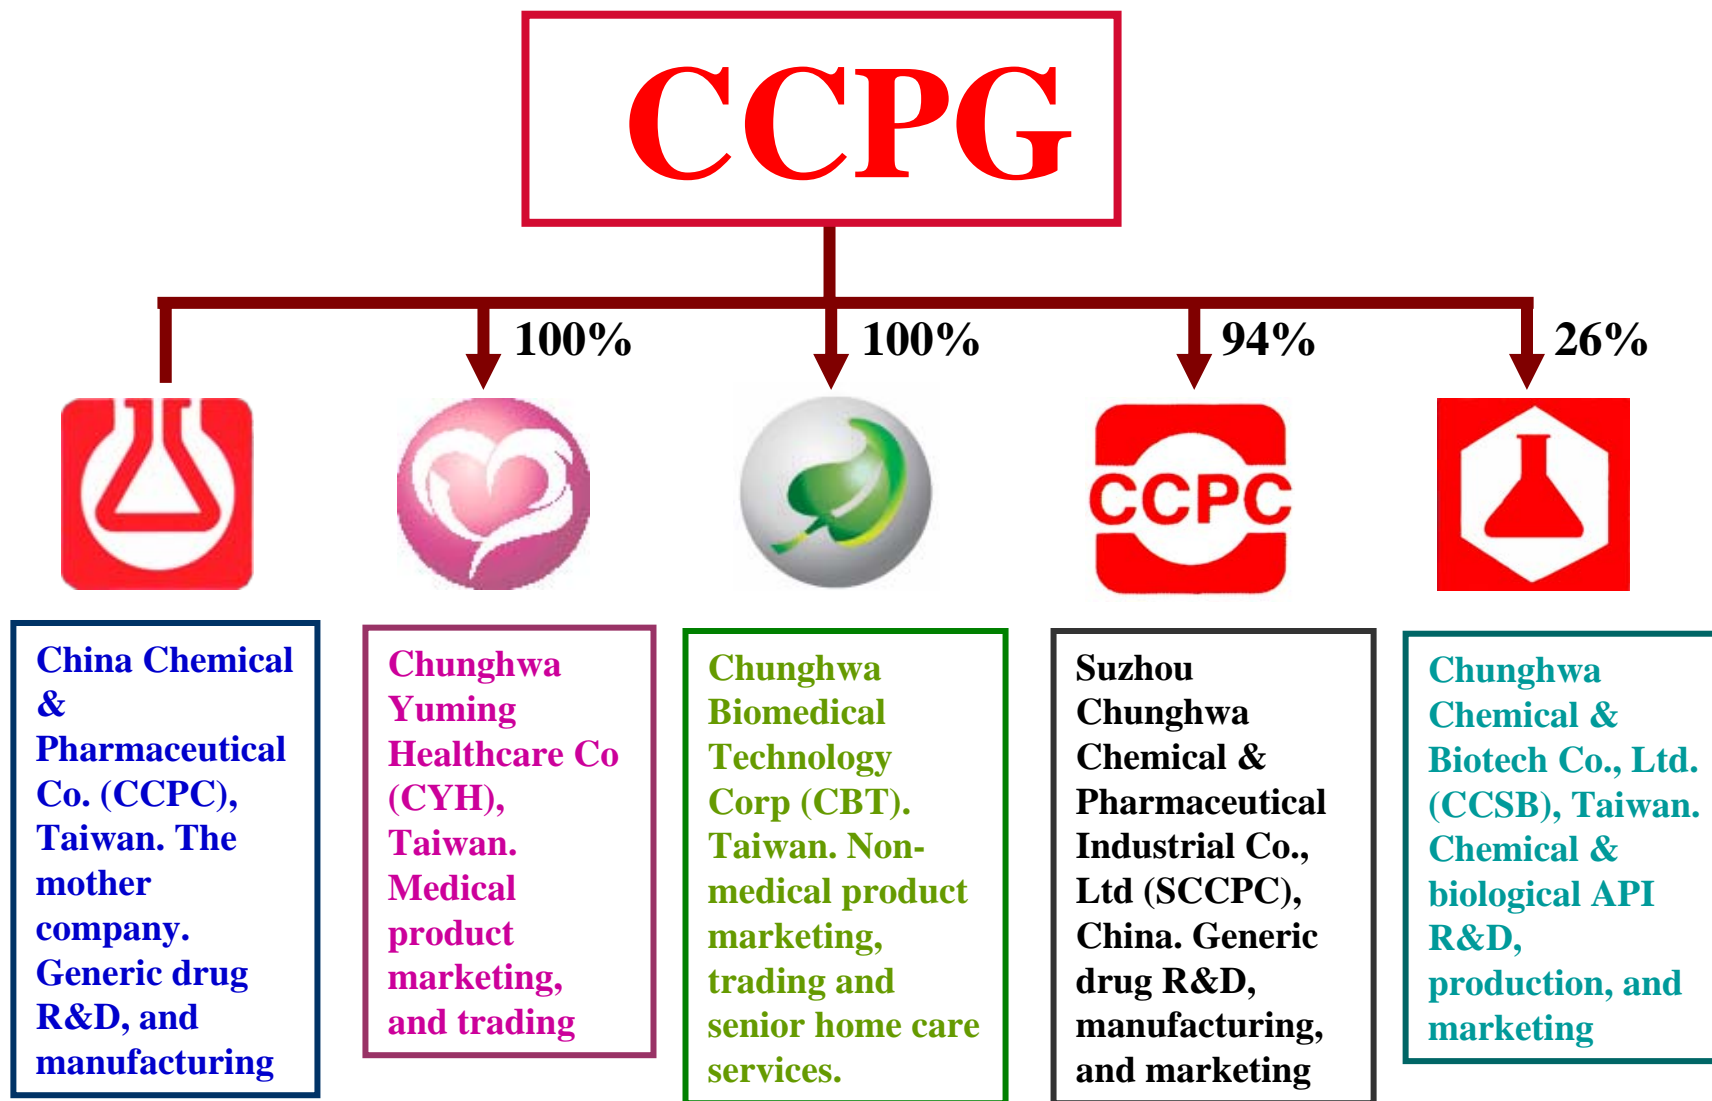 CCPG
100%
100%
94%
26%
CCPC
China Chemical
&
Pharmaceutical
Co. (CCPC),
Taiwan. The
mother
company.
Generic drug
R&D, and
manufacturing
Chunghwa
Yuming
Healthcare Co
(CYH),
Taiwan.
Medical
product
marketing,
and trading
Chunghwa
Biomedical
Technology
Corp (CBT).
Taiwan. Non-
medical product
marketing,
trading and
senior home care
services.
Suzhou
Chunghwa
Chemical &
Pharmaceutical
Industrial Co.,
Ltd (SCCPC),
China. Generic
drug R&D,
manufacturing,
and marketing
Chunghwa
Chemical &
Biotech Co., Ltd.
(CCSB), Taiwan.
Chemical &
biological API
R&D,
production, and
marketing